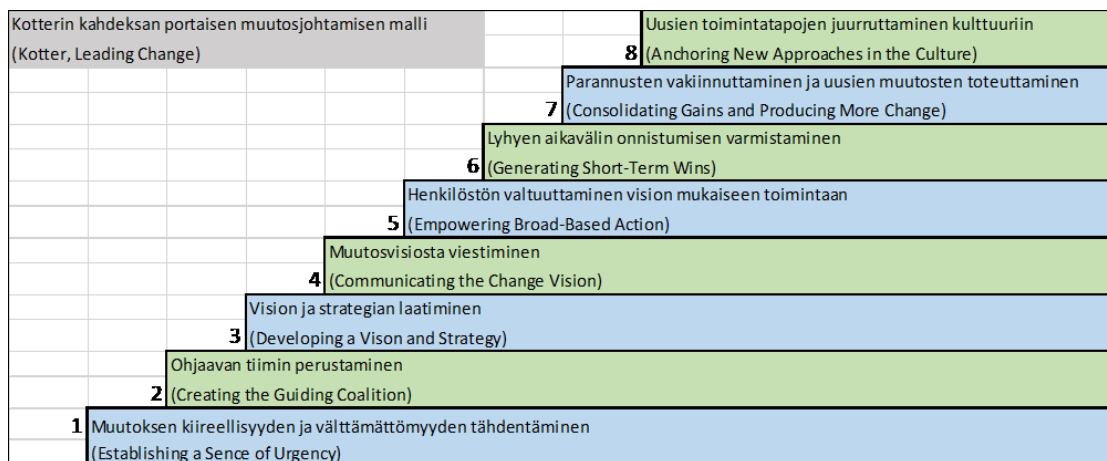 Kotterin kahdeksan portaisen muutosjohtamisen malli
(Kotter, Leading Change)
Uusien toimintatapojen juurruttaminen kulttuuriin
8 (Anchoring New Approaches in the Culture)
Parannusten vakiinnuttaminen ja uusien muutosten toteuttaminen
7 (Consolidating Gains and Producing More Change)
Lyhyen aikavälin onnistumisen varmistaminen
6 (Generating Short-Term Wins)
Henkilöstön valtuuttaminen vision mukaiseen toimintaan
5 (Empowering Broad-Based Action)
Muutosvisiosta viestiminen
4 (Communicating the Change Vision)
Vision ja strategian laatiminen
3 (Developing a Vison and Strategy)
Ohjaavan tiimin perustaminen
2 (Creating the Guiding Coalition)
1 Muutoksen kiireellisyyden ja välttämättömyyden tähdentäminen
(Establishing a Sence of Urgency)